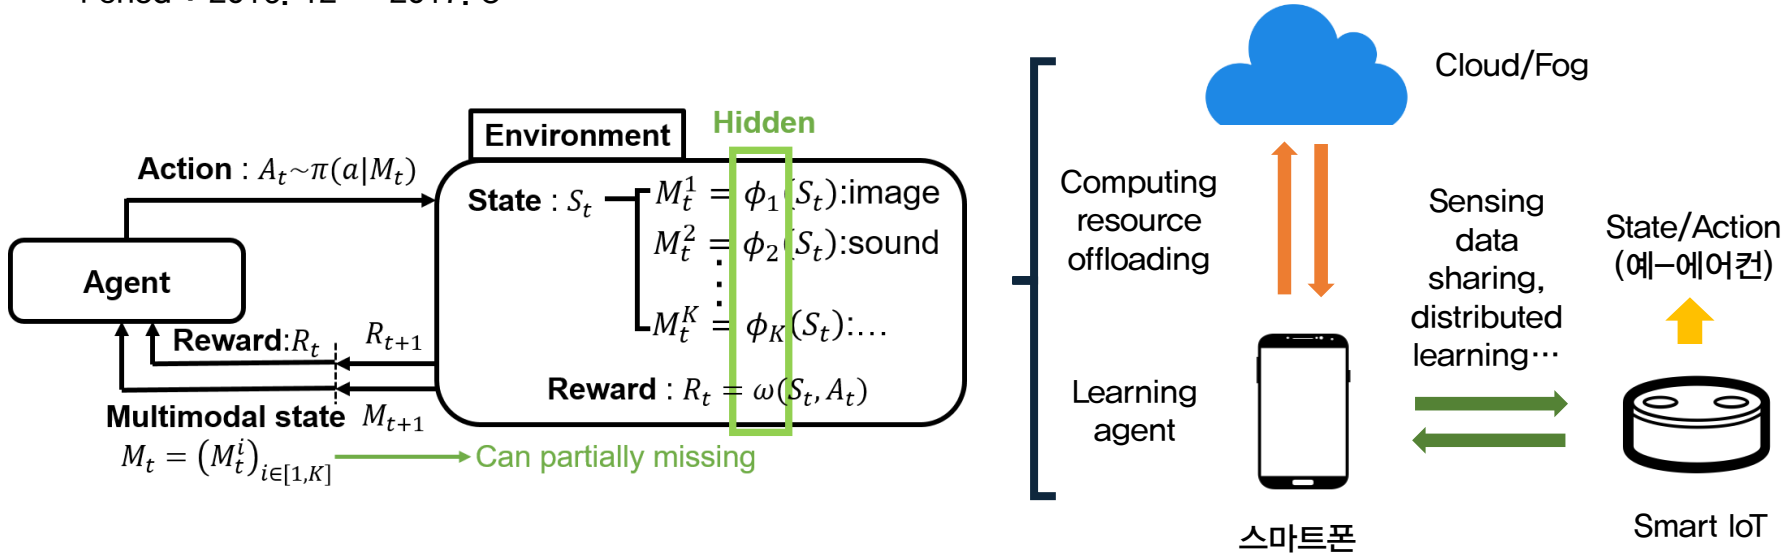 Environment
Hidden
Action : A_t~π(a|M_t)
State : S_t
M_t^1 = ϕ_1(S_t):image
M_t^2 = ϕ_2(S_t):sound
⋮
M_t^K = ϕ_K(S_t):…
Agent
Reward:R_t
R_{t+1}
Reward : R_t = ω(S_t, A_t)
Multimodal state
M_{t+1}
M_t = (M_t^i)_{i∈[1,K]}
Can partially missing
Cloud/Fog
Computing
resource
offloading
Sensing
data
sharing,
distributed
learning…
State/Action
(예–에어컨)
Learning
agent
스마트폰
Smart IoT